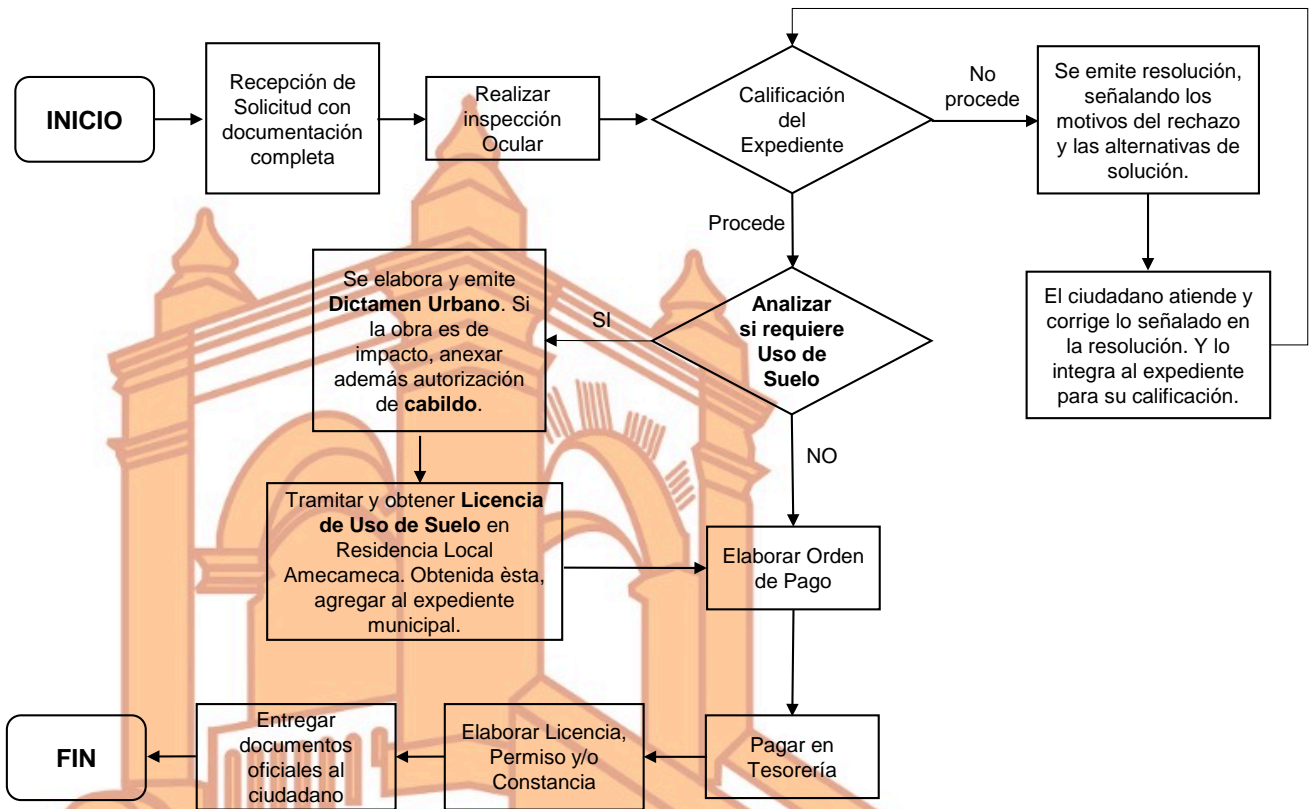 INICIO
Recepción de
Solicitud con
documentación
completa
Realizar
inspección
Ocular
Calificación
del
Expediente
No
procede
Se emite resolución,
señalando los
motivos del rechazo
y las alternativas de
solución.
El ciudadano atiende y
corrige lo señalado en
la resolución. Y lo
integra al expediente
para su calificación.
Procede
Analizar
si requiere
Uso de
Suelo
SI
Se elabora y emite
Dictamen Urbano. Si
la obra es de
impacto, anexar
además autorización
de cabildo.
Tramitar y obtener Licencia
de Uso de Suelo en
Residencia Local
Amecameca. Obtenida èsta,
agregar al expediente
municipal.
NO
Elaborar Orden
de Pago
Pagar en
Tesorería
Elaborar Licencia,
Permiso y/o
Constancia
Entregar
documentos
oficiales al
ciudadano
FIN